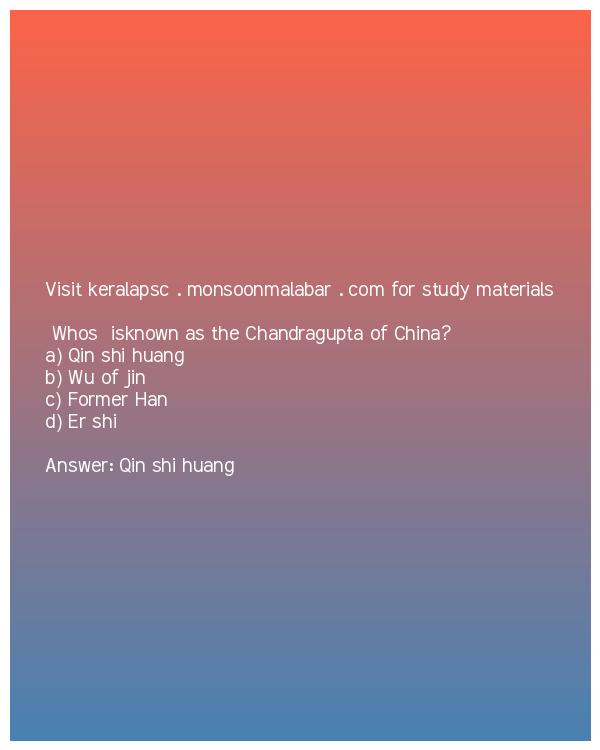 Visit keralapsc . monsoonmalabar . com for study materials
Whos isknown as the Chandragupta of China?
a) Qin shi huang
b) Wu of jin
c) Former Han
d) Er shi
Answer: Qin shi huang